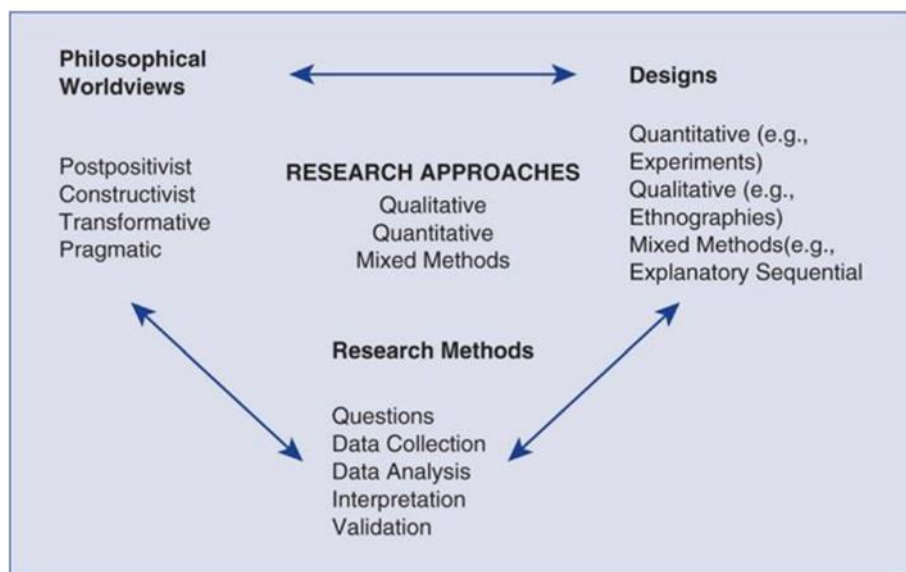 Philosophical
Worldviews
Postpositivist
Constructivist
Transformative
Pragmatic
RESEARCH APPROACHES
Qualitative
Quantitative
Mixed Methods
Designs
Quantitative (e.g.,
Experiments)
Qualitative (e.g.,
Ethnographies)
Mixed Methods(e.g.,
Explanatory Sequential
Research Methods
Questions
Data Collection
Data Analysis
Interpretation
Validation